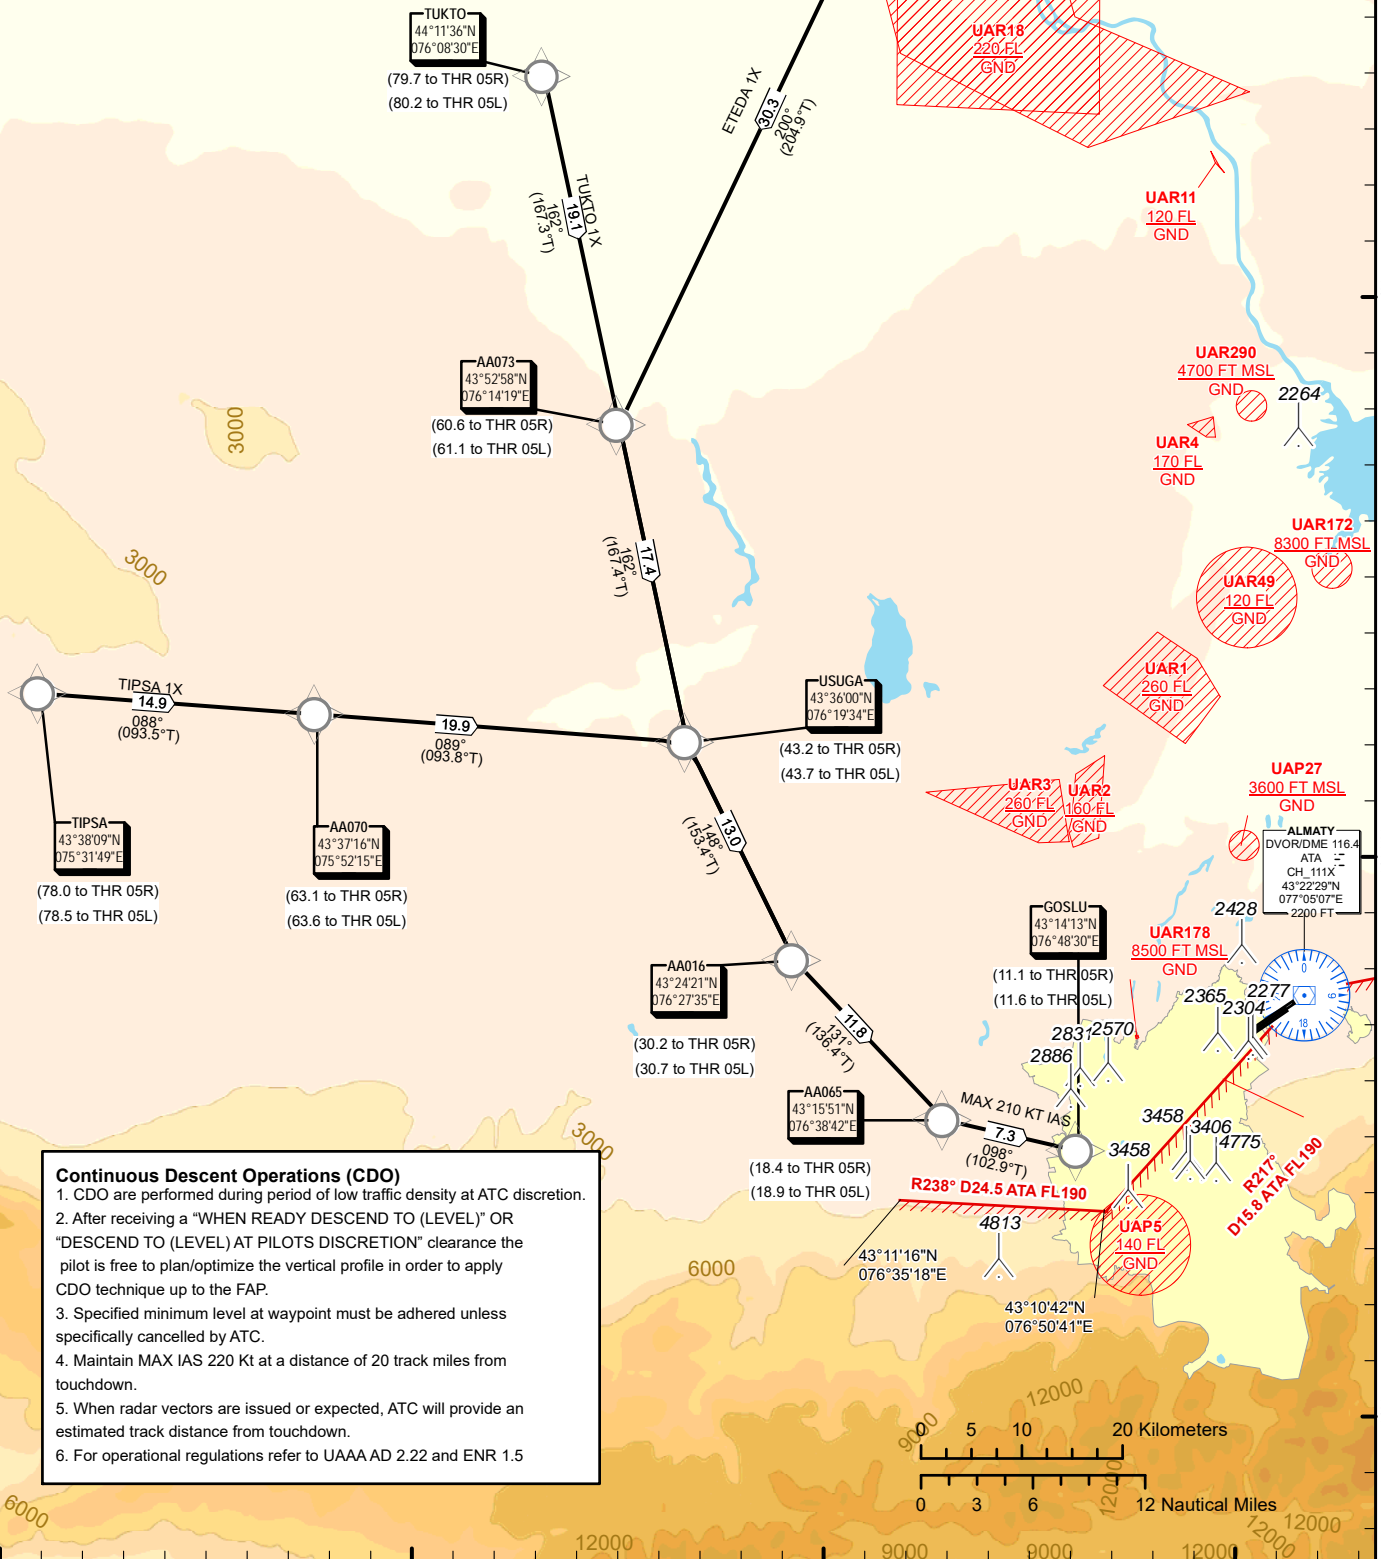 TUKTO
44°11'36"N
076°08'30"E
(79.7 to THR 05R)
(80.2 to THR 05L)
TUKTO 1X
19.1
162°
(167.3°T)
ETEDA 1X
30.3
200°
(204.9°T)
UAR18
220 FL
GND
UAR11
120 FL
GND
AA073
43°52'58"N
076°14'19"E
(60.6 to THR 05R)
(61.1 to THR 05L)
3000
3000
17.4
162°
(167.4°T)
UAR290
4700 FT MSL
GND
2264
UAR4
170 FL
GND
UAR172
8300 FT MSL
GND
UAR49
120 FL
GND
UAR1
260 FL
GND
TIPSA 1X
14.9
088°
(093.5°T)
19.9
089°
(093.8°T)
USUGA
43°36'00"N
076°19'34"E
(43.2 to THR 05R)
(43.7 to THR 05L)
UAR3
260 FL
GND
UAR2
160 FL
GND
UAP27
3600 FT MSL
GND
TIPSA
43°38'09"N
075°31'49"E
(78.0 to THR 05R)
(78.5 to THR 05L)
AA070
43°37'16"N
075°52'15"E
(63.1 to THR 05R)
(63.6 to THR 05L)
13.0
148°
(153.4°T)
ALMATY
DVOR/DME 116.4
ATA
CH_111X
43°22'29"N
077°05'07"E
2200 FT
0
9
18
GOSLU
43°14'13"N
076°48'30"E
(11.1 to THR 05R)
(11.6 to THR 05L)
UAR178
8500 FT MSL
GND
2428
2365
2277
2304
2831
2570
2886
AA016
43°24'21"N
076°27'35"E
(30.2 to THR 05R)
(30.7 to THR 05L)
11.8
131°
(136.4°T)
AA065
43°15'51"N
076°38'42"E
(18.4 to THR 05R)
(18.9 to THR 05L)
MAX 210 KT IAS
7.3
098°
(102.9°T)
3458
3406
4775
3458
R238° D24.5 ATA FL190
R217°
D15.8 ATA FL190
4813
UAP5
140 FL
GND
43°11'16"N
076°35'18"E
43°10'42"N
076°50'41"E
3000
6000
Continuous Descent Operations (CDO)
1. CDO are performed during period of low traffic density at ATC discretion.
2. After receiving a “WHEN READY DESCEND TO (LEVEL)” OR
“DESCEND TO (LEVEL) AT PILOTS DISCRETION” clearance the
pilot is free to plan/optimize the vertical profile in order to apply
CDO technique up to the FAP.
3. Specified minimum level at waypoint must be adhered unless
specifically cancelled by ATC.
4. Maintain MAX IAS 220 Kt at a distance of 20 track miles from
touchdown.
5. When radar vectors are issued or expected, ATC will provide an
estimated track distance from touchdown.
6. For operational regulations refer to UAAA AD 2.22 and ENR 1.5
12000
9000
0 5 10 20 Kilometers
0 3 6 12 Nautical Miles
12000
6000
12000
9000
9000
12000
12000
12000